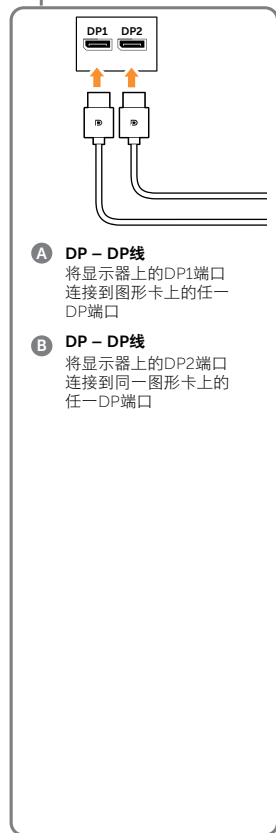 DP1 DP2
A DP – DP线
将显示器上的DP1端口
连接到图形卡上的任一
DP端口
B DP – DP线
将显示器上的DP2端口
连接到同一图形卡上的
任一DP端口